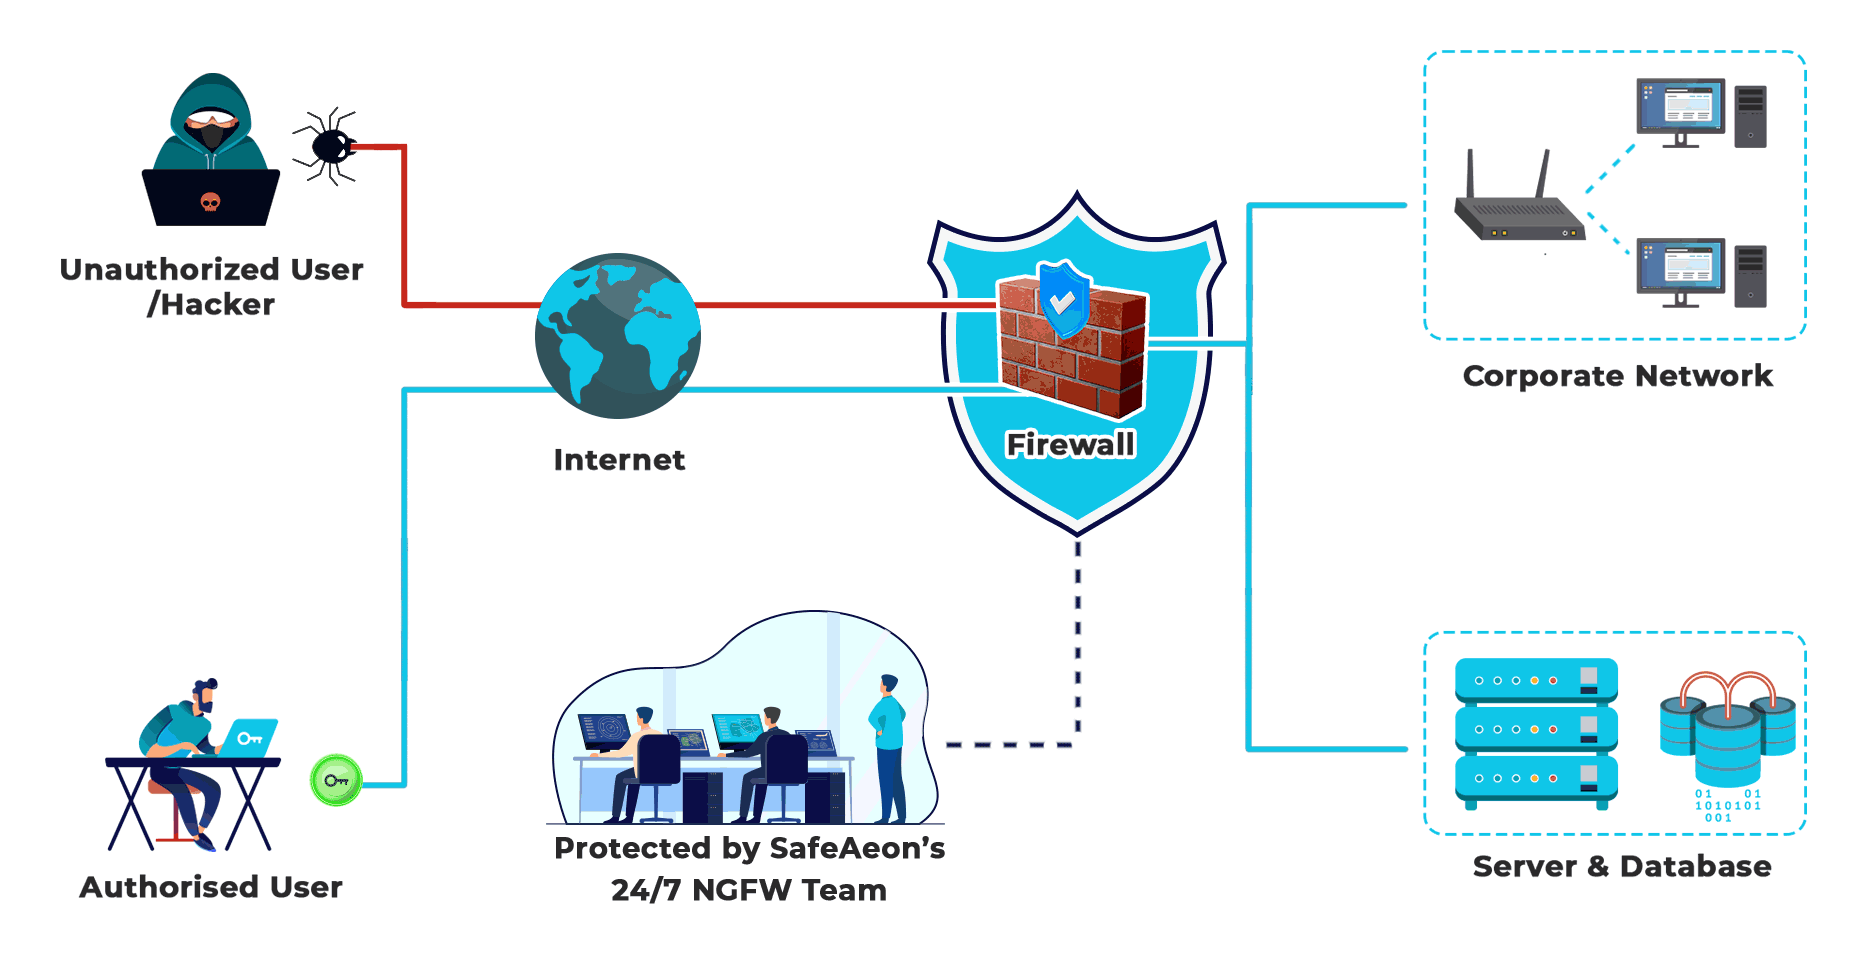 Unauthorized User
/Hacker
Internet
Firewall
Corporate Network
Authorised User
Protected by SafeAeon’s
24/7 NGFW Team
01 01
1010101
001
Server & Database